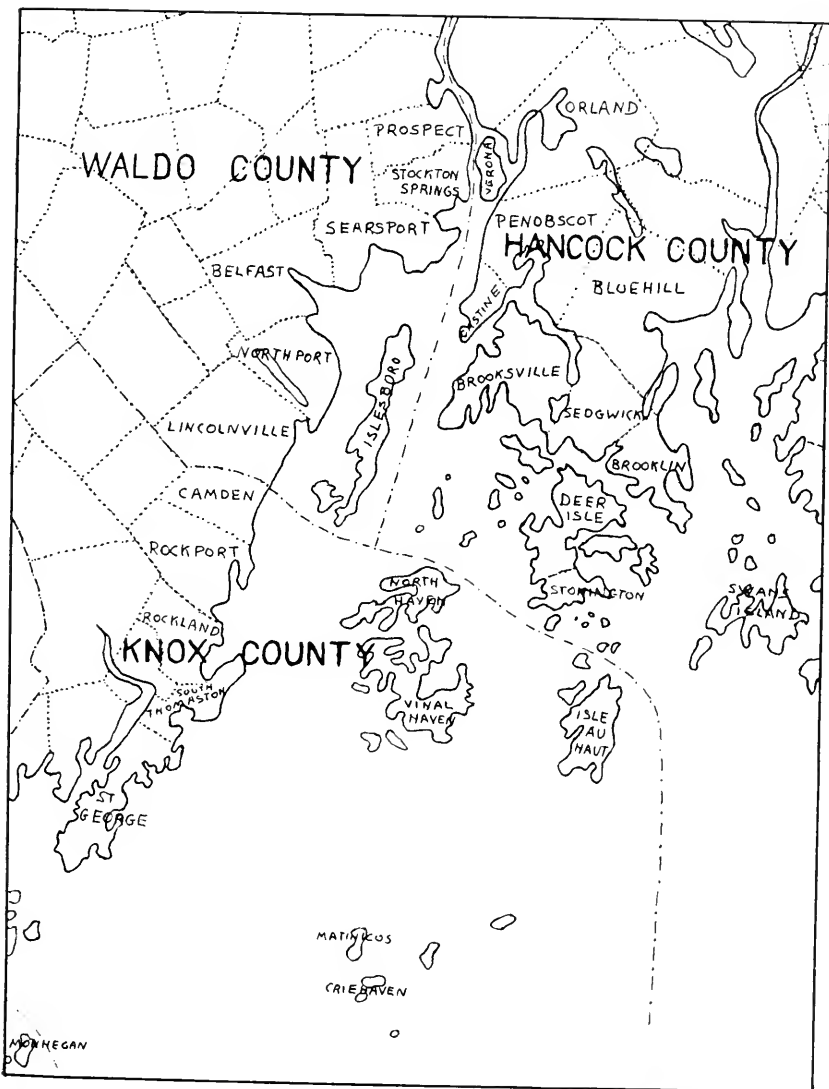 ORLAND
PROSPECT
VERONA
WALDO COUNTY
STOCKTON
SPRINGS
SEARSPORT
PENOBSCOT
HANCOCK COUNTY
BELFAST
BLUEHILL
CASTINE
NORTHPORT
ISLESBORO
BROOKSVILLE
SEDGWICK
LINCOLNVILLE
BROOKLIN
CAMDEN
DEER
ISLE
ROCKPORT
NORTH
HAVEN
STONINGTON
SWANS
ISLAND
ROCKLAND
KNOX COUNTY
SOUTH
THOMASTON
VINAL
HAVEN
ISLE
AU
HAUT
ST
GEORGE
MATINICUS
CRIEHAVEN
MONHEGAN